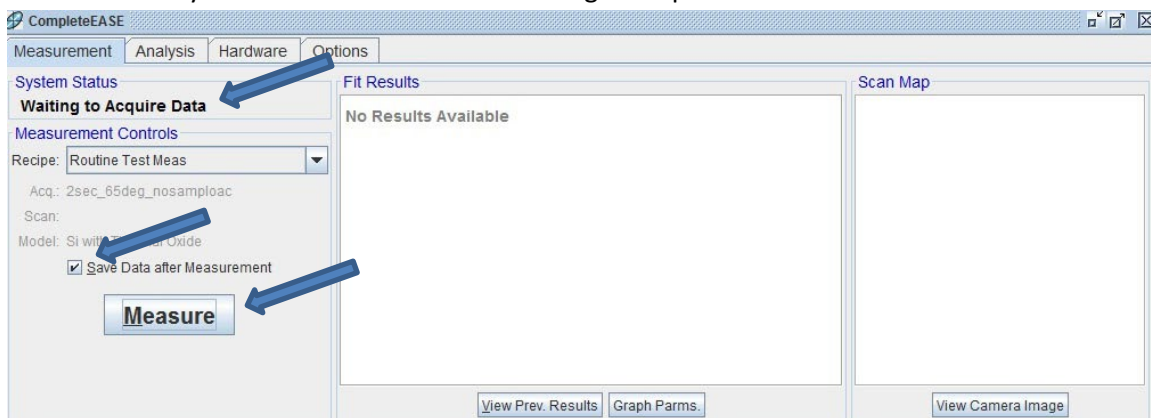 CompleteEASE
Measurement Analysis Hardware Options
System Status
Waiting to Acquire Data
Measurement Controls
Recipe: Routine Test Meas
Acq.: 2sec_65deg_nosamploac
Scan:
Model: Si with Oxide
Save Data after Measurement
Measure
Fit Results
No Results Available
View Prev. Results Graph Parms.
Scan Map
View Camera Image